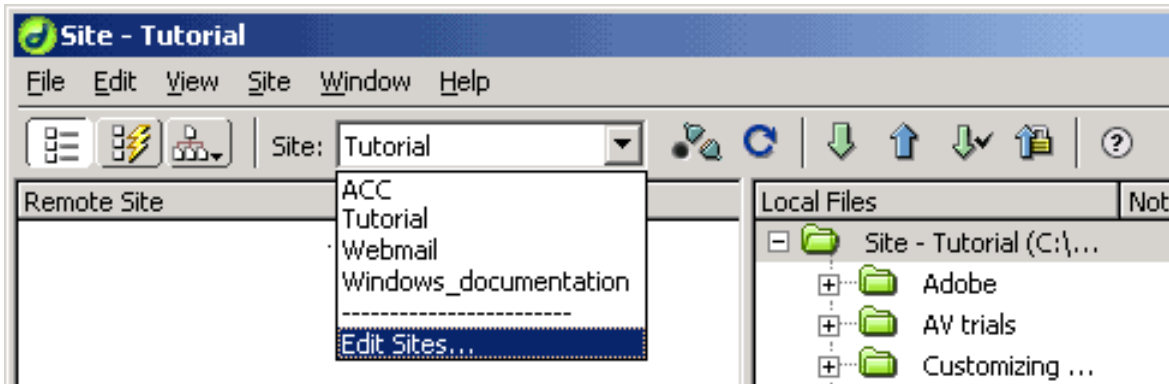 Site - Tutorial
File Edit View Site Window Help
Site: Tutorial
Remote Site
Local Files Not
ACC
Tutorial
Webmail
Windows_documentation
------------------------
Edit Sites...
Site - Tutorial (C:\...
Adobe
AV trials
Customizing ...